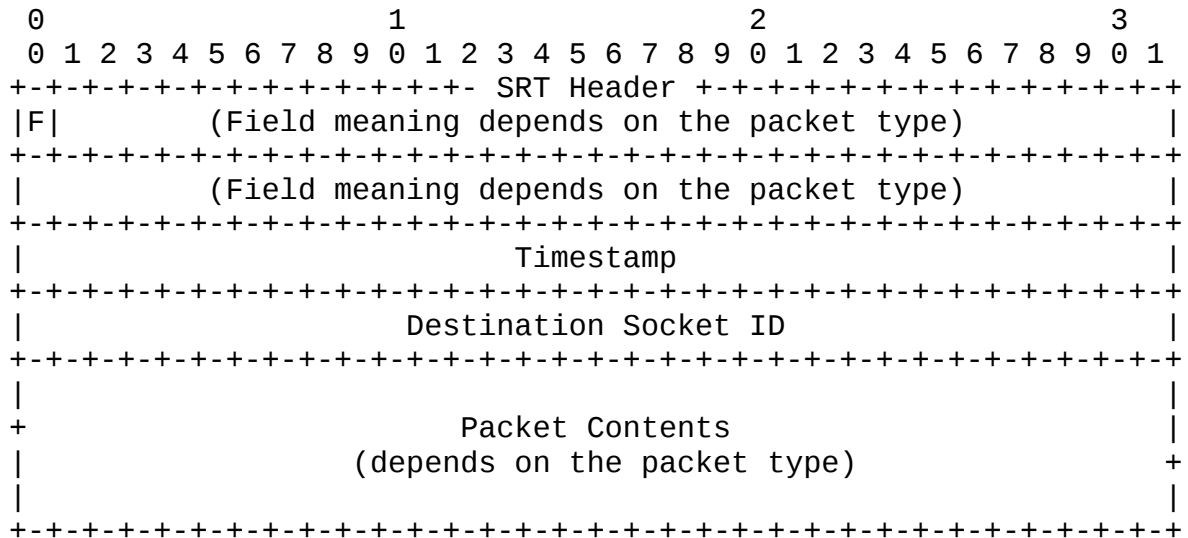 0                   1                   2                   3
 0 1 2 3 4 5 6 7 8 9 0 1 2 3 4 5 6 7 8 9 0 1 2 3 4 5 6 7 8 9 0 1
+-+-+-+-+-+-+-+-+-+-+-+-+- SRT Header +-+-+-+-+-+-+-+-+-+-+-+-+-+
|F|        (Field meaning depends on the packet type)           |
+-+-+-+-+-+-+-+-+-+-+-+-+-+-+-+-+-+-+-+-+-+-+-+-+-+-+-+-+-+-+-+-+
|          (Field meaning depends on the packet type)           |
+-+-+-+-+-+-+-+-+-+-+-+-+-+-+-+-+-+-+-+-+-+-+-+-+-+-+-+-+-+-+-+-+
|                           Timestamp                           |
+-+-+-+-+-+-+-+-+-+-+-+-+-+-+-+-+-+-+-+-+-+-+-+-+-+-+-+-+-+-+-+-+
|                     Destination Socket ID                     |
+-+-+-+-+-+-+-+-+-+-+-+-+-+-+-+-+-+-+-+-+-+-+-+-+-+-+-+-+-+-+-+-+
|                                                               |
+                        Packet Contents                        |
|                  (depends on the packet type)                 +
|                                                               |
+-+-+-+-+-+-+-+-+-+-+-+-+-+-+-+-+-+-+-+-+-+-+-+-+-+-+-+-+-+-+-+-+